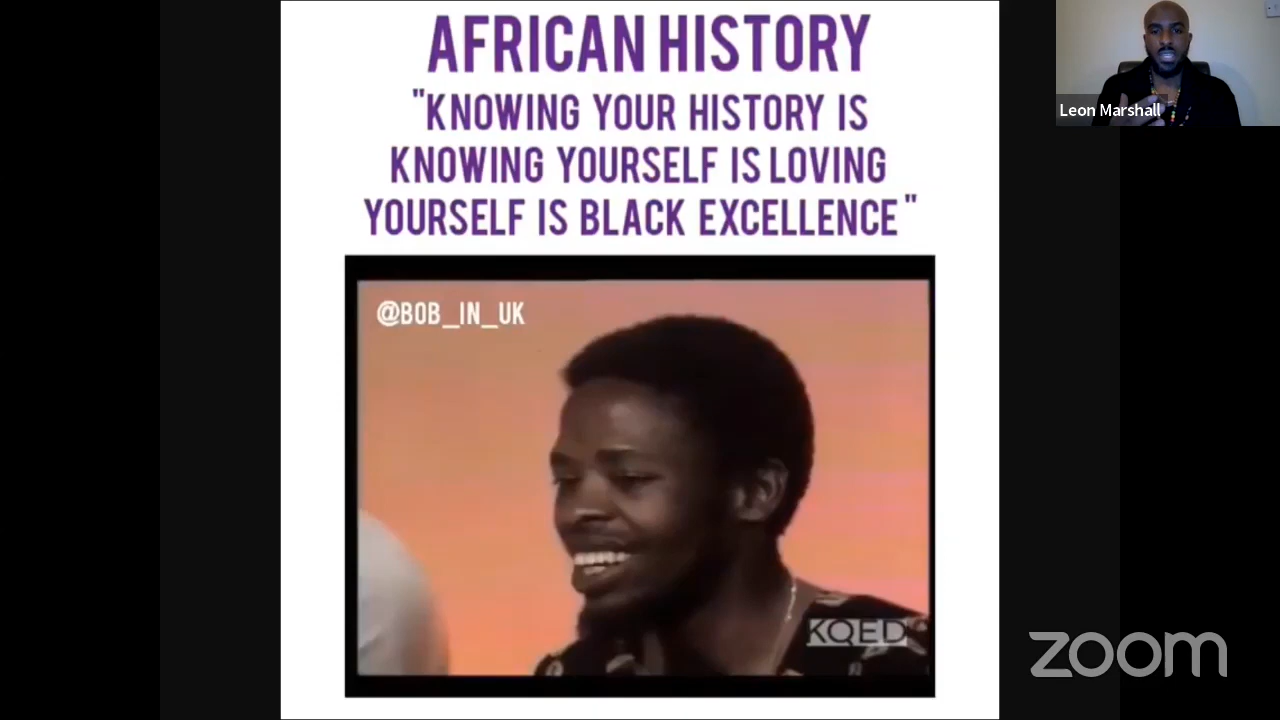 AFRICAN HISTORY
"KNOWING YOUR HISTORY IS
KNOWING YOURSELF IS LOVING
YOURSELF IS BLACK EXCELLENCE"
Leon Marshall
@BOB_IN_UK
KQED
zoom